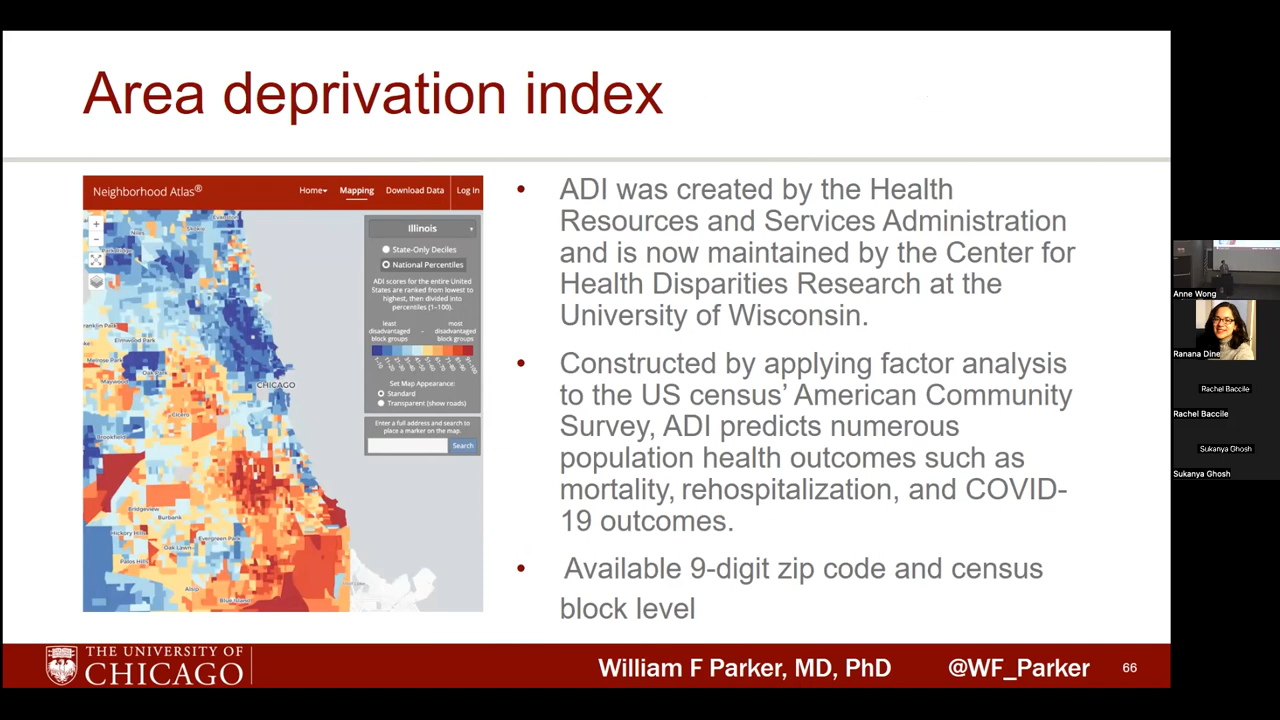 Area deprivation index
Neighborhood Atlas®
Home
Mapping
Download Data
Log In
+
−
Illinois
State-Only Deciles
National Percentiles
ADI scores for the entire United
States are ranked from lowest to
highest, then divided into
percentiles (1-100).
least
disadvantaged
block groups
-
most
disadvantaged
block groups
Set Map Appearance:
Standard
Transparent (show roads)
Enter a full address and search to
place a marker on the map.
Search
Oak Park
Maywood
CHICAGO
Cicero
Brookfield
Bridgeview
Burbank
Hickory Hills
Oak Lawn
Evergreen Park
Palos Hills
Alsip
Blue Island
• ADI was created by the Health
Resources and Services Administration
and is now maintained by the Center for
Health Disparities Research at the
University of Wisconsin.
• Constructed by applying factor analysis
to the US census’ American Community
Survey, ADI predicts numerous
population health outcomes such as
mortality, rehospitalization, and COVID-
19 outcomes.
• Available 9-digit zip code and census
block level
THE UNIVERSITY OF
CHICAGO
William F Parker, MD, PhD
@WF_Parker
66
Anne Wong
Ranana Dine
Rachel Baccile
Rachel Baccile
Sukanya Ghosh
Sukanya Ghosh